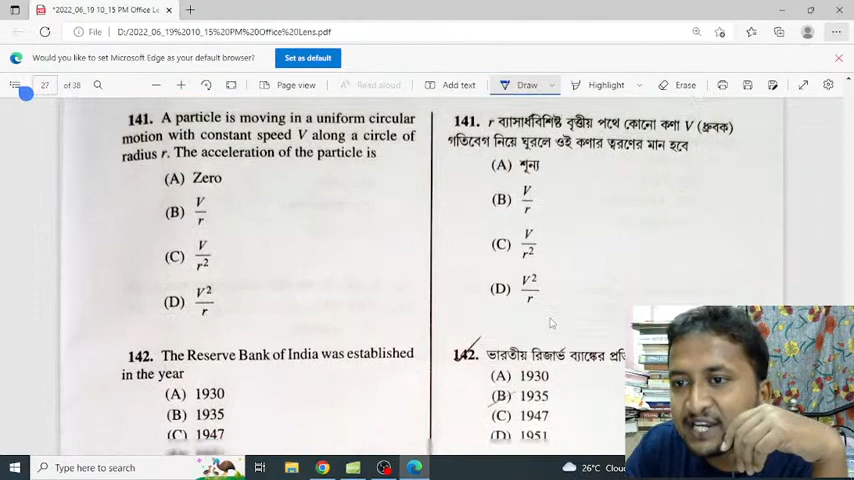 *2022_06_19 10_15 PM Office Le
File
D:/2022_06_19%2010_15%20PM%20Office%20Lens.pdf
Would you like to set Microsoft Edge as your default browser?
Set as default
27
of 38
Page view
Read aloud
Add text
Draw
Highlight
Erase
141. A particle is moving in a uniform circular
motion with constant speed V along a circle of
radius r. The acceleration of the particle is
(A) Zero
(B) V/r
(C) V/r²
(D) V²/r
142. The Reserve Bank of India was established
in the year
(A) 1930
(B) 1935
(C) 1947
141. r ব্যাসার্ধবিশিষ্ট বৃত্তীয় পথে কোনো কণা V (ধ্রুবক)
গতিবেগ নিয়ে ঘুরলে ওই কণার ত্বরণের মান হবে
(A) শূন্য
(B) V/r
(C) V/r²
(D) V²/r
142. ভারতীয় রিজার্ভ ব্যাঙ্কের
(A) 1930
(B) 1935
(C) 1947
(D) 1951
Type here to search
26°C